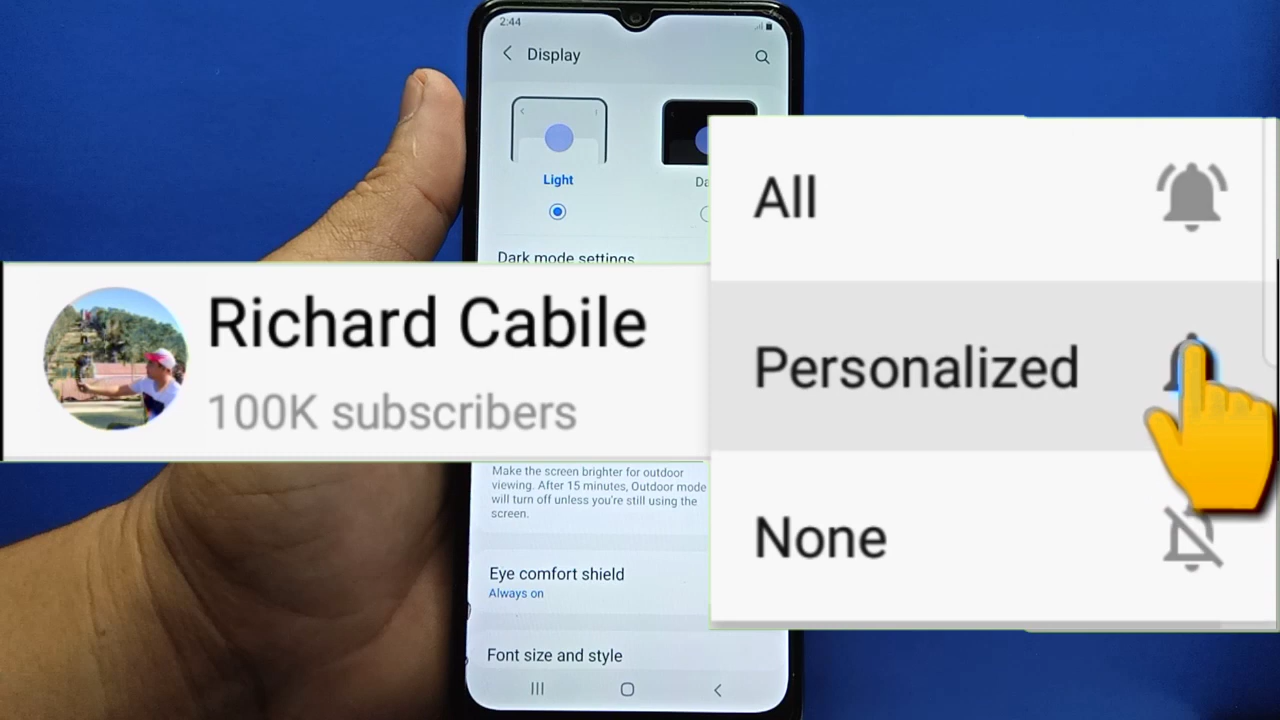 2:44
Display
Light
Dark mode settings
Richard Cabile
100K subscribers
All
Personalized
None
Make the screen brighter for outdoor
viewing. After 15 minutes, Outdoor mode
will turn off unless you're still using the
screen.
Eye comfort shield
Always on
Font size and style